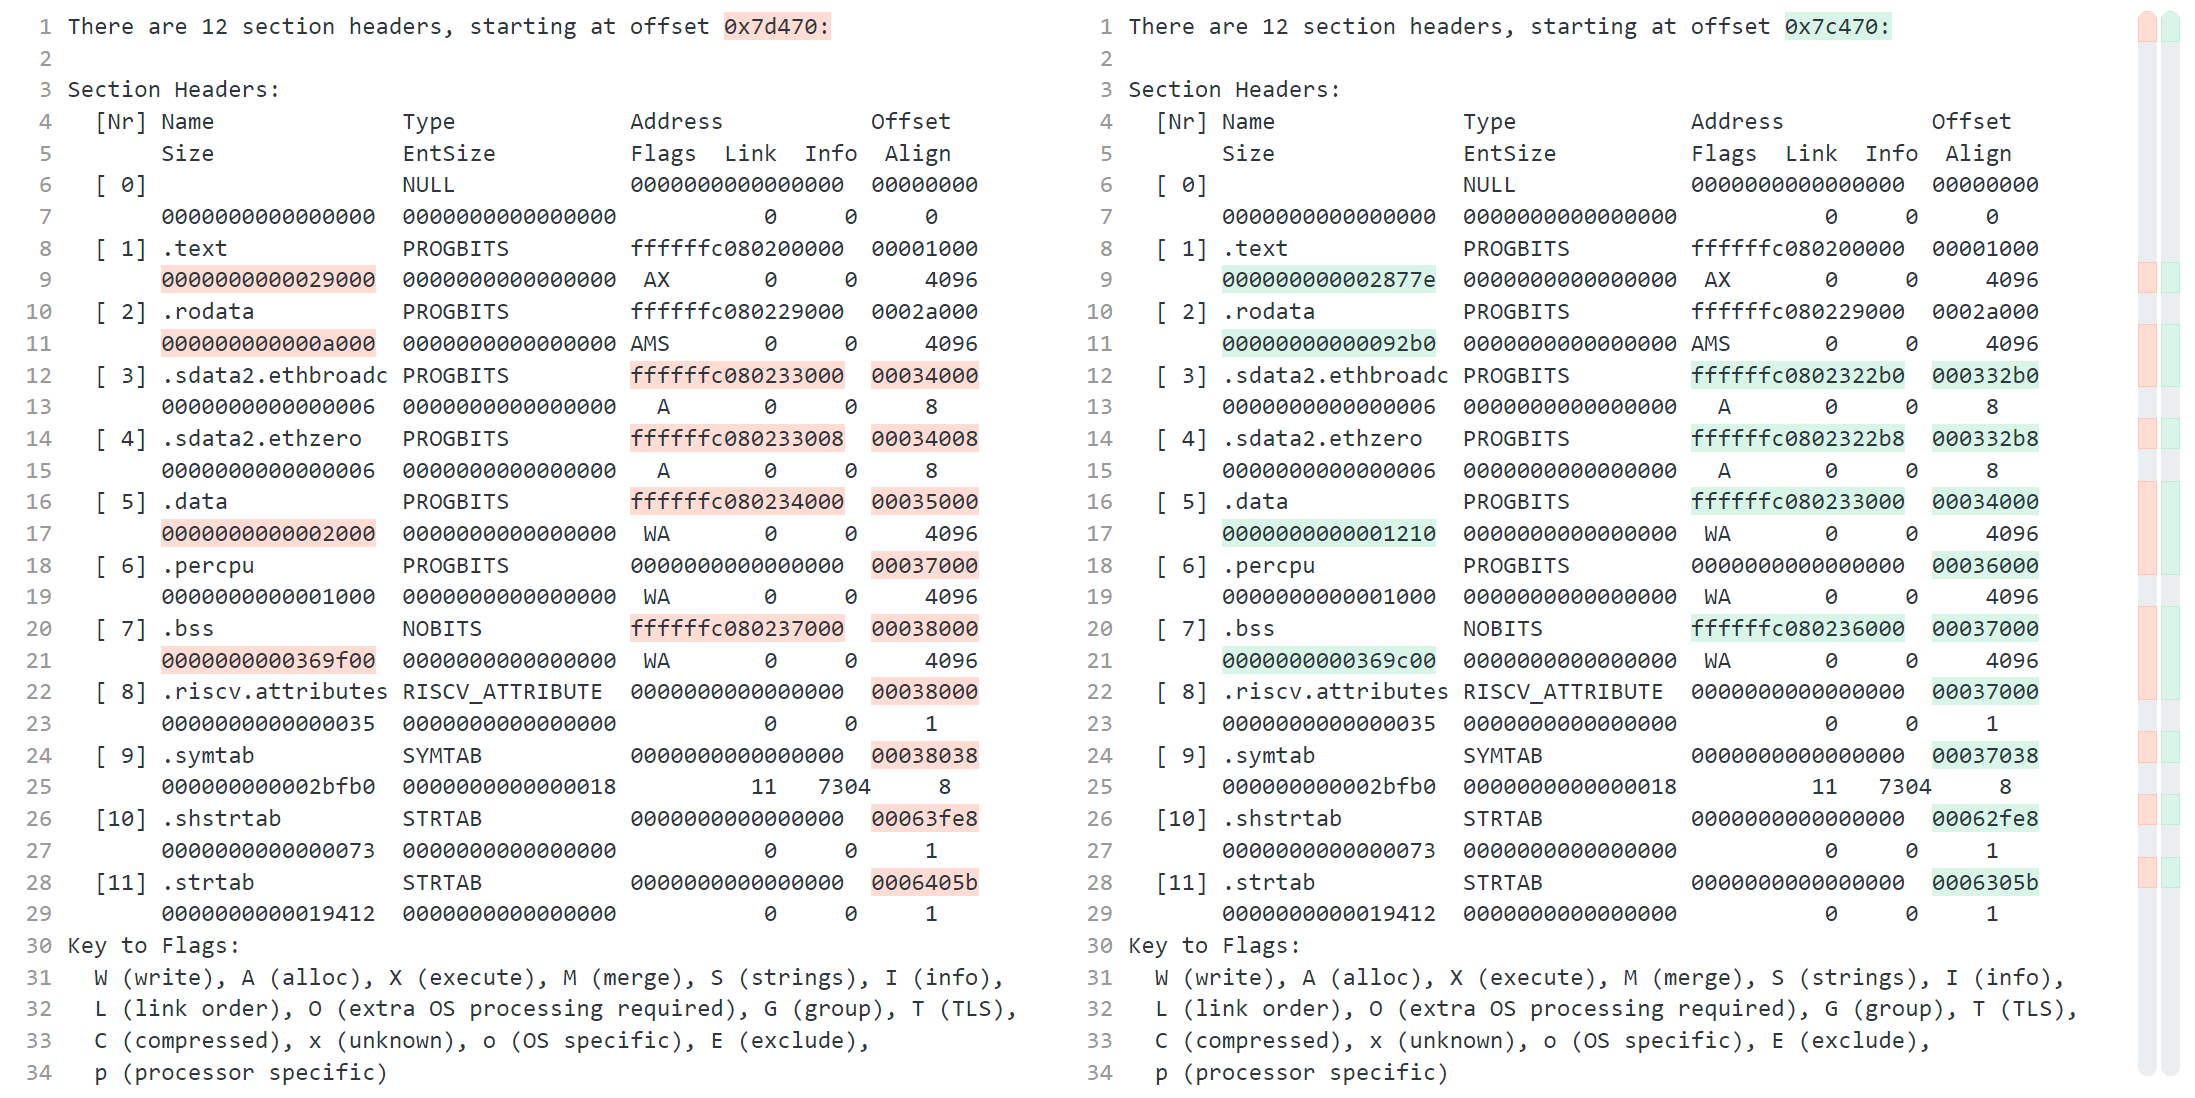 1 There are 12 section headers, starting at offset 0x7d470:
2
3 Section Headers:
4 [Nr] Name Type Address Offset
5 Size EntSize Flags Link Info Align
6 [ 0] NULL 0000000000000000 00000000
7 0000000000000000 0000000000000000 0 0 0
8 [ 1] .text PROGBITS ffffffc080200000 00001000
9 0000000000029000 0000000000000000 AX 0 0 4096
10 [ 2] .rodata PROGBITS ffffffc080229000 0002a000
11 000000000000a000 0000000000000000 AMS 0 0 4096
12 [ 3] .sdata2.ethbroadc PROGBITS ffffffc080233000 00034000
13 0000000000000006 0000000000000000 A 0 0 8
14 [ 4] .sdata2.ethzero PROGBITS ffffffc080233008 00034008
15 0000000000000006 0000000000000000 A 0 0 8
16 [ 5] .data PROGBITS ffffffc080234000 00035000
17 0000000000002000 0000000000000000 WA 0 0 4096
18 [ 6] .percpu PROGBITS 0000000000000000 00037000
19 0000000000001000 0000000000000000 WA 0 0 4096
20 [ 7] .bss NOBITS ffffffc080237000 00038000
21 0000000000369f00 0000000000000000 WA 0 0 4096
22 [ 8] .riscv.attributes RISCV_ATTRIBUTE 0000000000000000 00038000
23 0000000000000035 0000000000000000 0 0 1
24 [ 9] .symtab SYMTAB 0000000000000000 00038038
25 000000000002bfb0 0000000000000018 11 7304 8
26 [10] .shstrtab STRTAB 0000000000000000 00063fe8
27 0000000000000073 0000000000000000 0 0 1
28 [11] .strtab STRTAB 0000000000000000 0006405b
29 0000000000019412 0000000000000000 0 0 1
30 Key to Flags:
31 W (write), A (alloc), X (execute), M (merge), S (strings), I (info),
32 L (link order), O (extra OS processing required), G (group), T (TLS),
33 C (compressed), x (unknown), o (OS specific), E (exclude),
34 p (processor specific)
1 There are 12 section headers, starting at offset 0x7c470:
2
3 Section Headers:
4 [Nr] Name Type Address Offset
5 Size EntSize Flags Link Info Align
6 [ 0] NULL 0000000000000000 00000000
7 0000000000000000 0000000000000000 0 0 0
8 [ 1] .text PROGBITS ffffffc080200000 00001000
9 000000000002877e 0000000000000000 AX 0 0 4096
10 [ 2] .rodata PROGBITS ffffffc080229000 0002a000
11 00000000000092b0 0000000000000000 AMS 0 0 4096
12 [ 3] .sdata2.ethbroadc PROGBITS ffffffc0802322b0 000332b0
13 0000000000000006 0000000000000000 A 0 0 8
14 [ 4] .sdata2.ethzero PROGBITS ffffffc0802322b8 000332b8
15 0000000000000006 0000000000000000 A 0 0 8
16 [ 5] .data PROGBITS ffffffc080233000 00034000
17 0000000000001210 0000000000000000 WA 0 0 4096
18 [ 6] .percpu PROGBITS 0000000000000000 00036000
19 0000000000001000 0000000000000000 WA 0 0 4096
20 [ 7] .bss NOBITS ffffffc080236000 00037000
21 0000000000369c00 0000000000000000 WA 0 0 4096
22 [ 8] .riscv.attributes RISCV_ATTRIBUTE 0000000000000000 00037000
23 0000000000000035 0000000000000000 0 0 1
24 [ 9] .symtab SYMTAB 0000000000000000 00037038
25 000000000002bfb0 0000000000000018 11 7304 8
26 [10] .shstrtab STRTAB 0000000000000000 00062fe8
27 0000000000000073 0000000000000000 0 0 1
28 [11] .strtab STRTAB 0000000000000000 0006305b
29 0000000000019412 0000000000000000 0 0 1
30 Key to Flags:
31 W (write), A (alloc), X (execute), M (merge), S (strings), I (info),
32 L (link order), O (extra OS processing required), G (group), T (TLS),
33 C (compressed), x (unknown), o (OS specific), E (exclude),
34 p (processor specific)